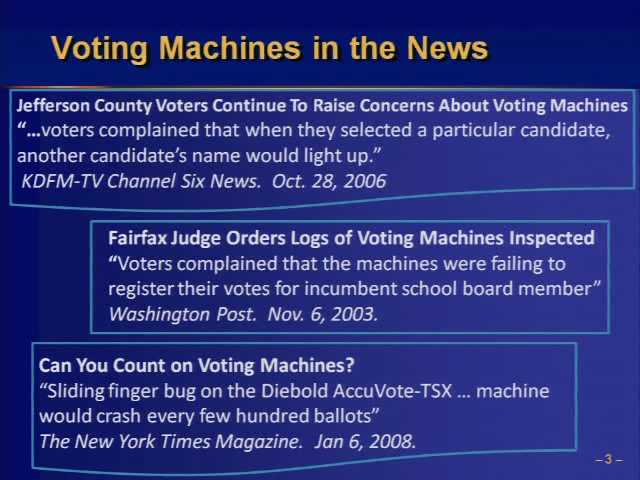 Voting Machines in the News
Jefferson County Voters Continue To Raise Concerns About Voting Machines
“…voters complained that when they selected a particular candidate,
another candidate’s name would light up.”
KDFM-TV Channel Six News.  Oct. 28, 2006
Fairfax Judge Orders Logs of Voting Machines Inspected
“Voters complained that the machines were failing to
register their votes for incumbent school board member”
Washington Post.  Nov. 6, 2003.
Can You Count on Voting Machines?
“Sliding finger bug on the Diebold AccuVote-TSX … machine
would crash every few hundred ballots”
The New York Times Magazine.  Jan 6, 2008.
– 3 –